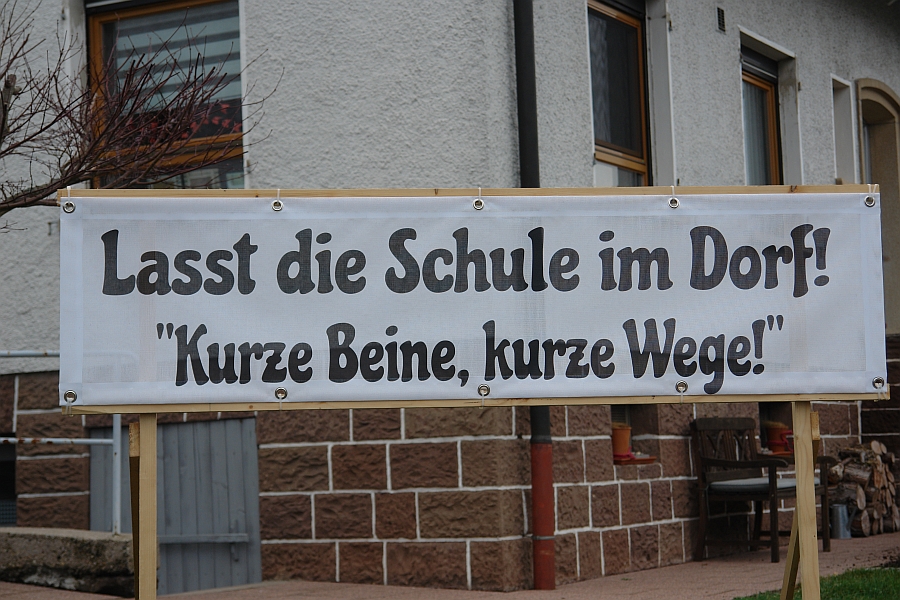 Lasst die Schule im Dorf!
"Kurze Beine, kurze Wege!"